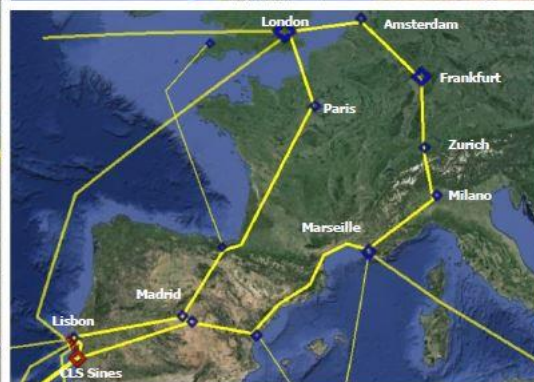 London
Amsterdam
Frankfurt
Paris
Zurich
Milano
Marseille
Madrid
Lisbon
CLS Sines